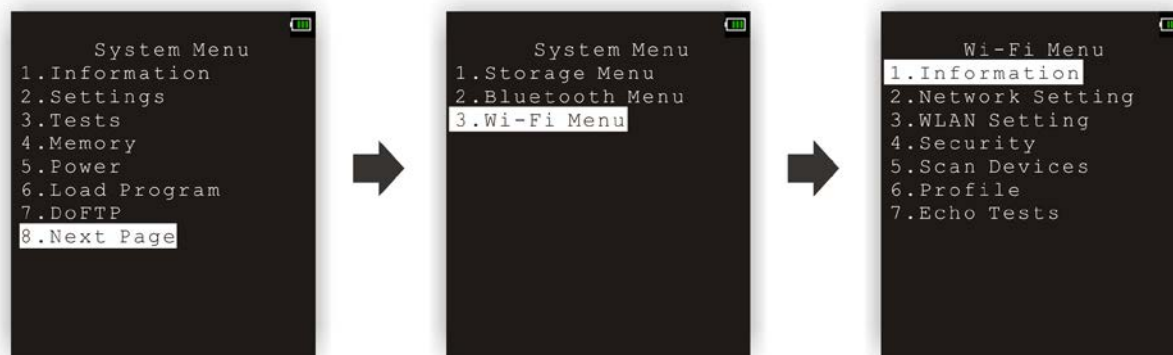 System Menu
1.Information
2.Settings
3.Tests
4.Memory
5.Power
6.Load Program
7.DoFTP
8.Next Page
System Menu
1.Storage Menu
2.Bluetooth Menu
3.Wi-Fi Menu
Wi-Fi Menu
1.Information
2.Network Setting
3.WLAN Setting
4.Security
5.Scan Devices
6.Profile
7.Echo Tests